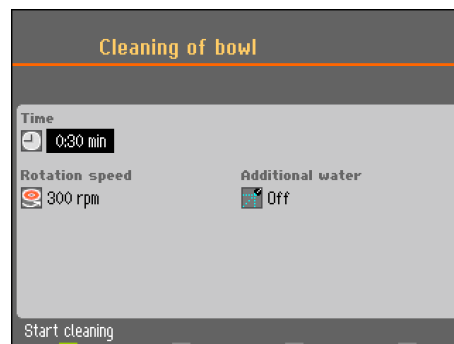 Cleaning of bowl
Time
0:30 min
Rotation speed
Additional water
300 rpm
Off
Start cleaning